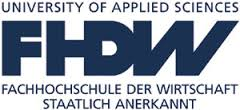 UNIVERSITY OF APPLIED SCIENCES
FHDW
FACHHOCHSCHULE DER WIRTSCHAFT
STAATLICH ANERKANNT